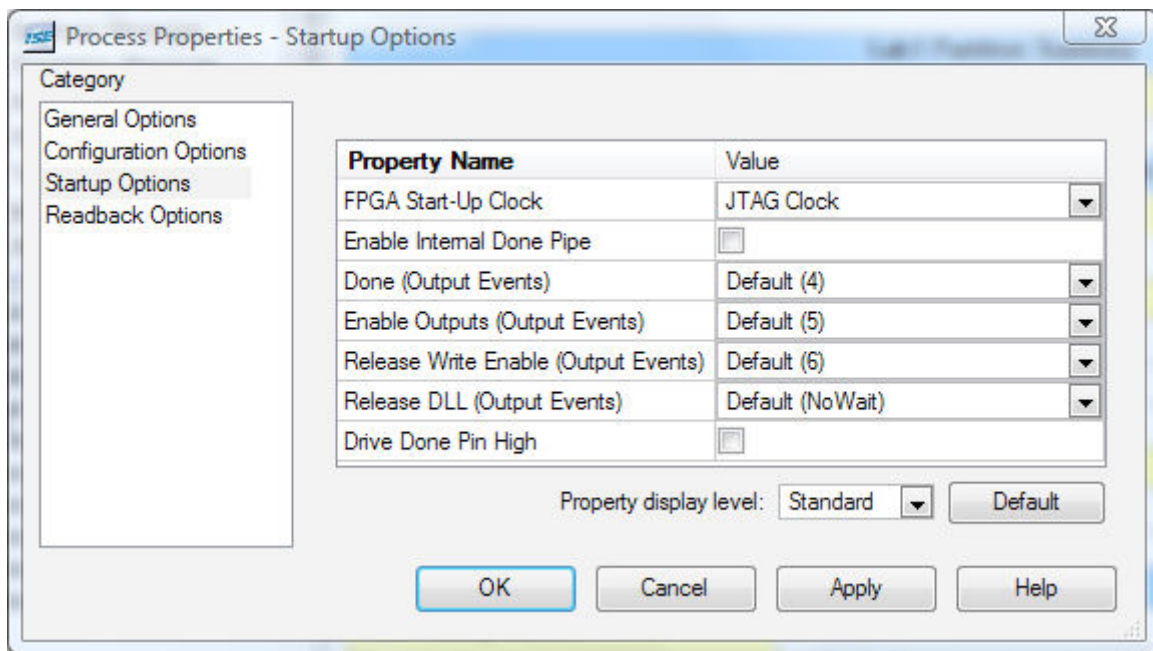 ISE Process Properties - Startup Options
Category
General Options
Configuration Options
Startup Options
Readback Options
Property Name Value
FPGA Start-Up Clock JTAG Clock
Enable Internal Done Pipe
Done (Output Events) Default (4)
Enable Outputs (Output Events) Default (5)
Release Write Enable (Output Events) Default (6)
Release DLL (Output Events) Default (NoWait)
Drive Done Pin High
Property display level: Standard Default
OK Cancel Apply Help